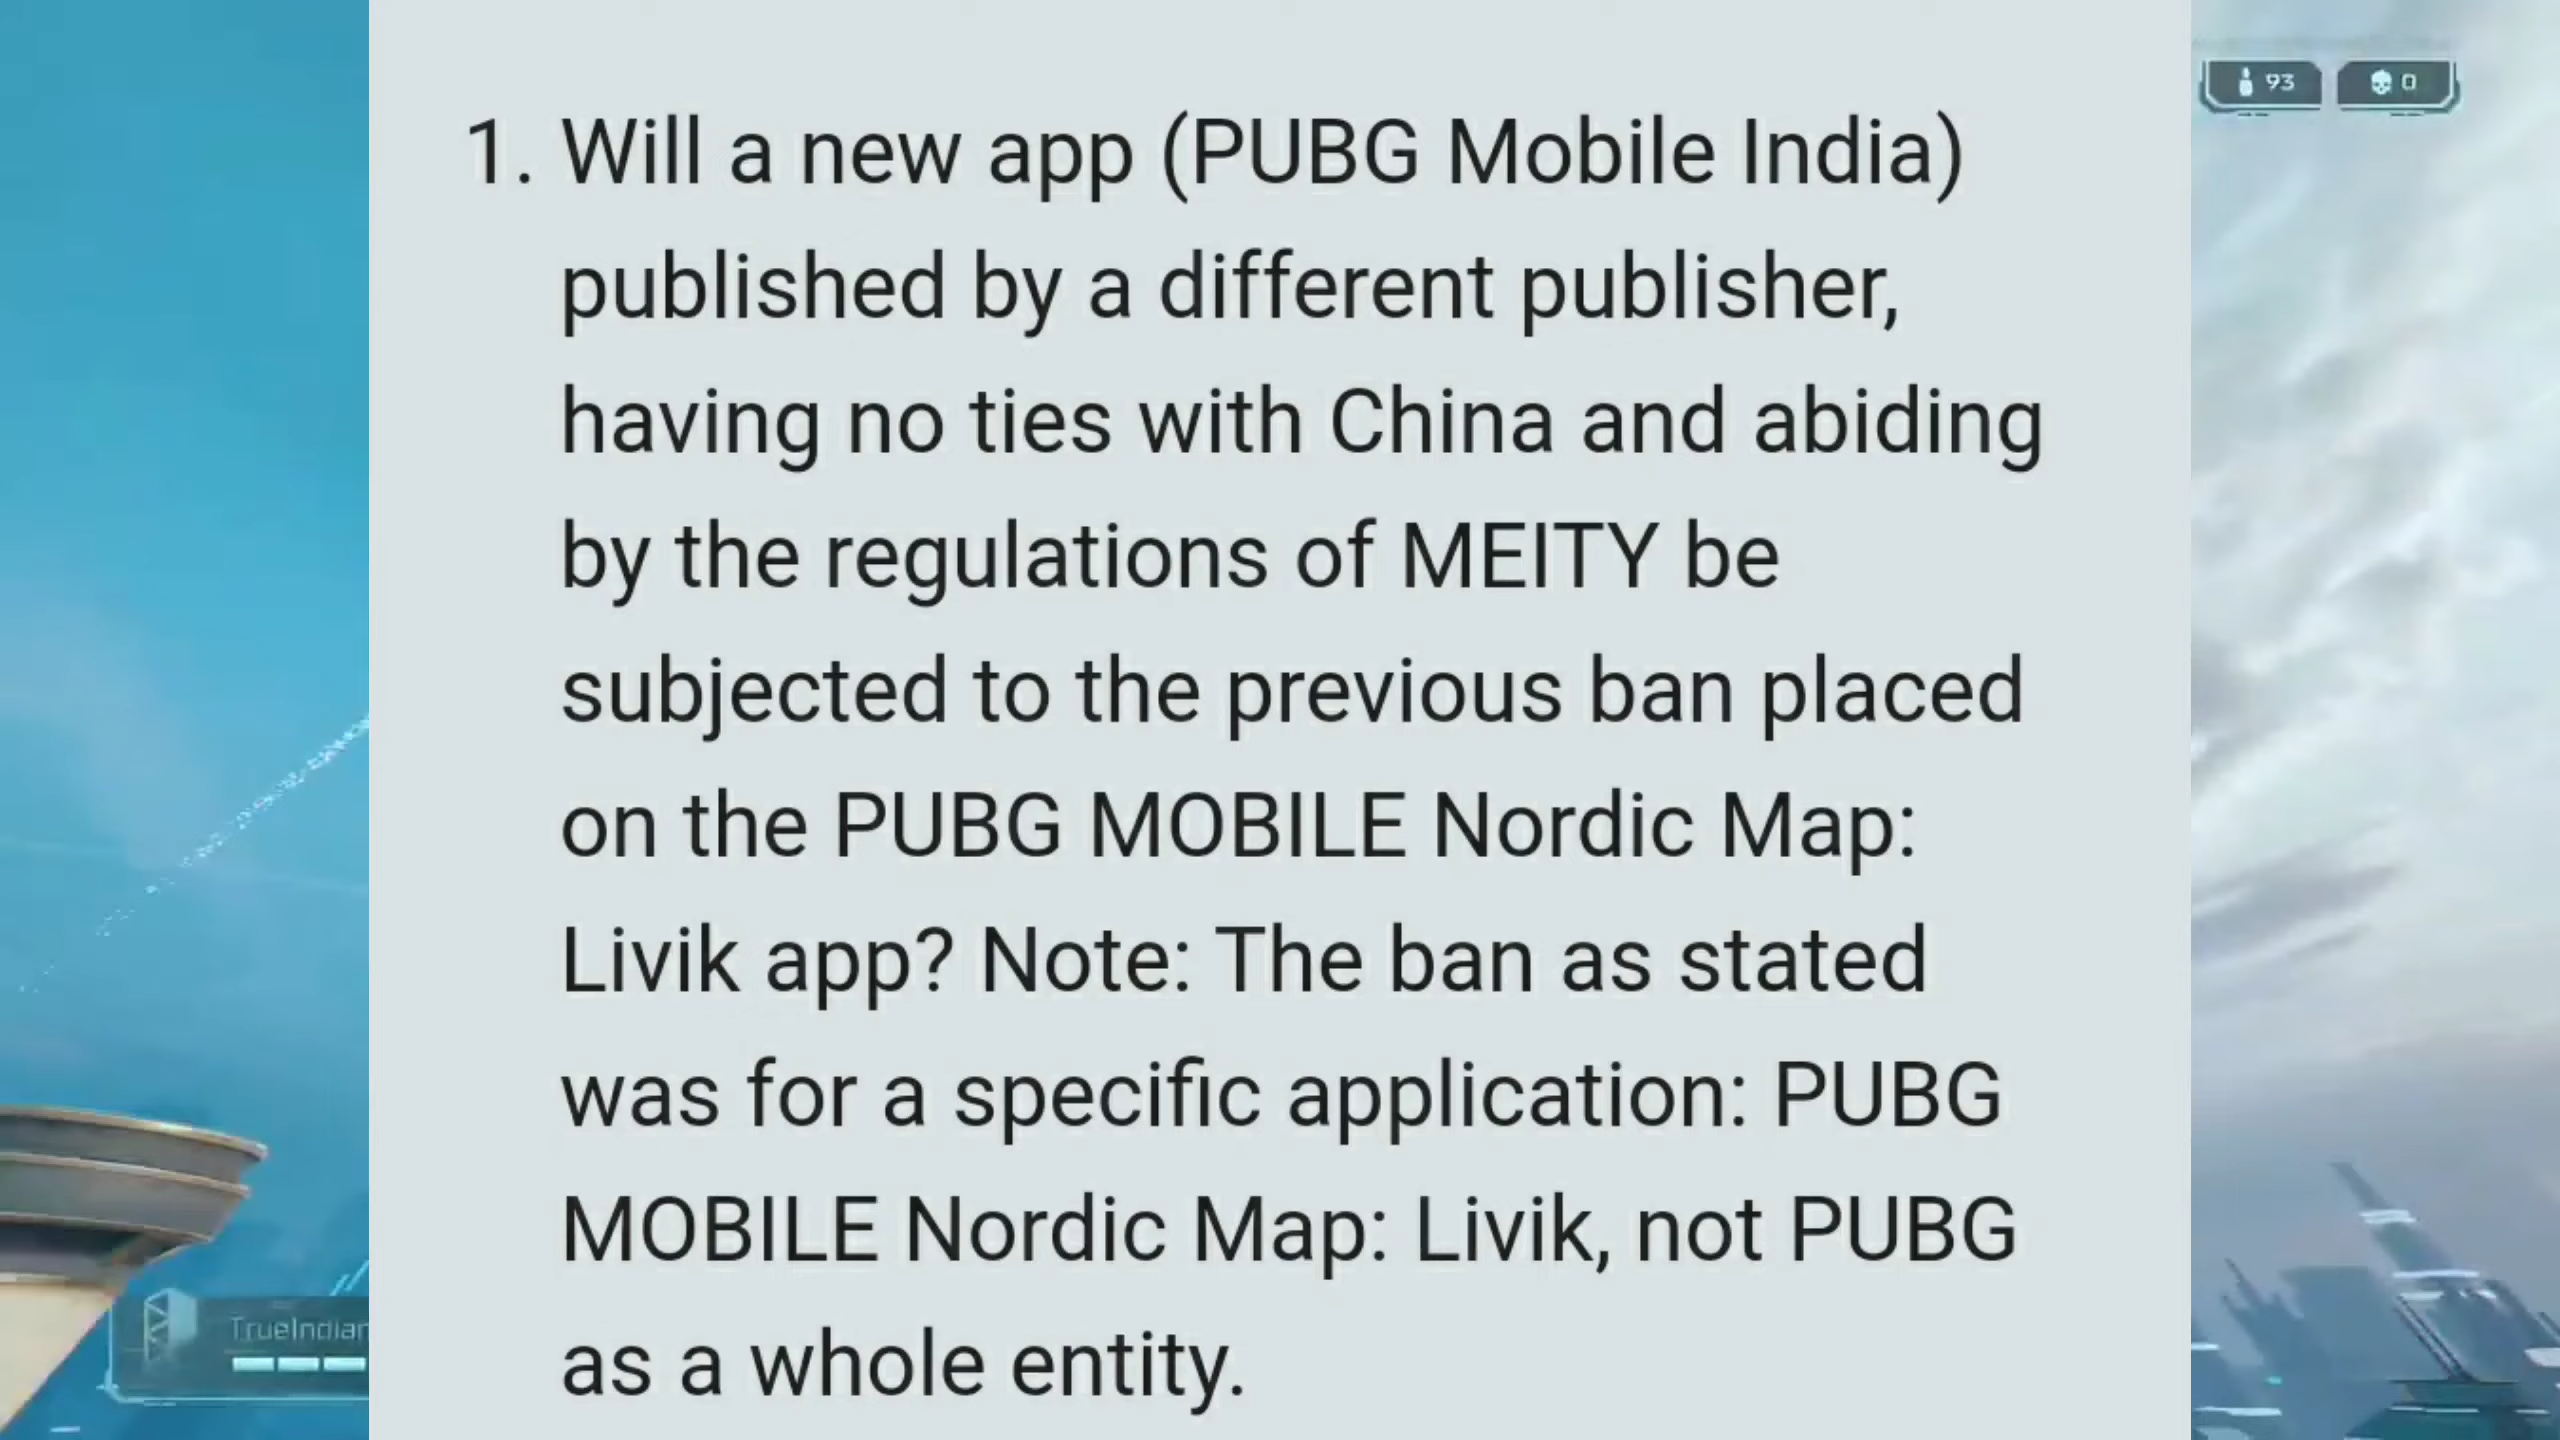 1. Will a new app (PUBG Mobile India)
published by a different publisher,
having no ties with China and abiding
by the regulations of MEITY be
subjected to the previous ban placed
on the PUBG MOBILE Nordic Map:
Livik app? Note: The ban as stated
was for a specific application: PUBG
MOBILE Nordic Map: Livik, not PUBG
as a whole entity.
93 0
TrueIndian